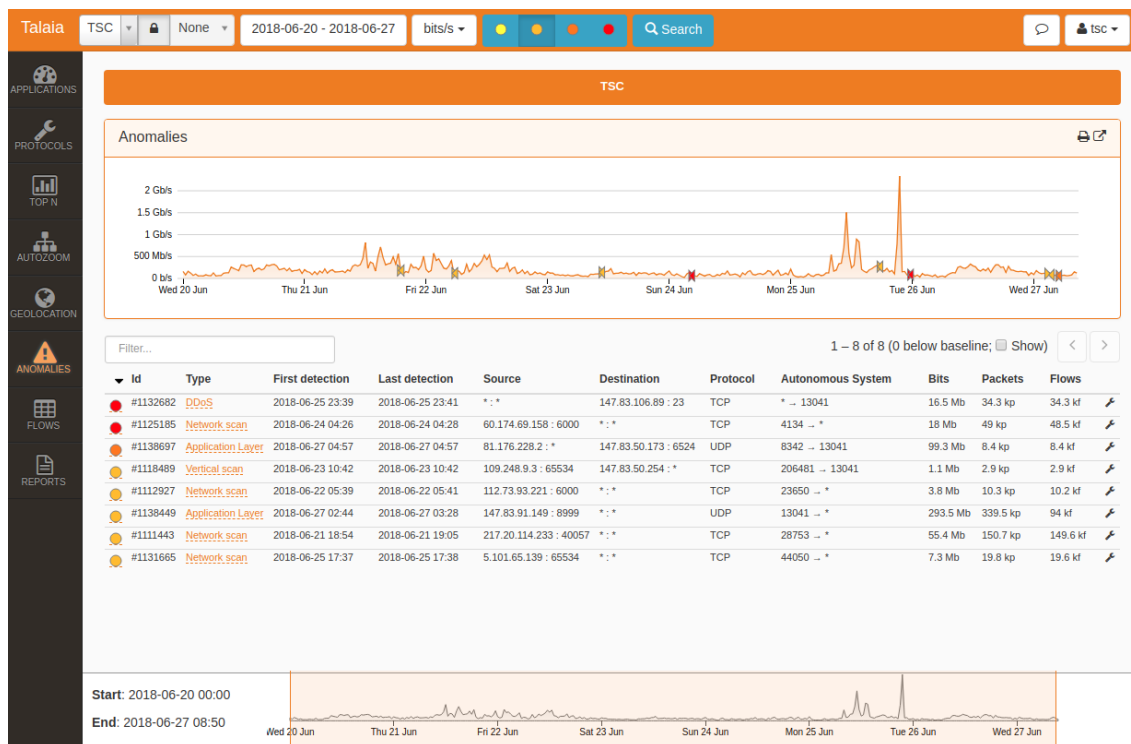 Talaia TSC None 2018-06-20 - 2018-06-27 bits/s Search tsc
APPLICATIONS
PROTOCOLS
TOP N
AUTOZOOM
GEOLOCATION
ANOMALIES
FLOWS
REPORTS
TSC
Anomalies
2 Gb/s
1.5 Gb/s
1 Gb/s
500 Mb/s
0 b/s
Wed 20 Jun Thu 21 Jun Fri 22 Jun Sat 23 Jun Sun 24 Jun Mon 25 Jun Tue 26 Jun Wed 27 Jun
Filter... 1 – 8 of 8 (0 below baseline; Show) < >
Id Type First detection Last detection Source Destination Protocol Autonomous System Bits Packets Flows
#1132682 DDoS 2018-06-25 23:39 2018-06-25 23:41 * : * 147.83.106.89 : 23 TCP * → 13041 16.5 Mb 34.3 kp 34.3 kf
#1125185 Network scan 2018-06-24 04:26 2018-06-24 04:28 60.174.69.158 : 6000 * : * TCP 4134 → * 18 Mb 49 kp 48.5 kf
#1138697 Application Layer 2018-06-27 04:57 2018-06-27 04:57 81.176.228.2 : * 147.83.50.173 : 6524 UDP 8342 → 13041 99.3 Mb 8.4 kp 8.4 kf
#1118489 Vertical scan 2018-06-23 10:42 2018-06-23 10:42 109.248.9.3 : 65534 147.83.50.254 : * TCP 206481 → 13041 1.1 Mb 2.9 kp 2.9 kf
#1112927 Network scan 2018-06-22 05:39 2018-06-22 05:41 112.73.93.221 : 6000 * : * TCP 23650 → * 3.8 Mb 10.3 kp 10.2 kf
#1138449 Application Layer 2018-06-27 02:44 2018-06-27 03:28 147.83.91.149 : 8999 * : * UDP 13041 → * 293.5 Mb 339.5 kp 94 kf
#1111443 Network scan 2018-06-21 18:54 2018-06-21 19:05 217.20.114.233 : 40057 * : * TCP 28753 → * 55.4 Mb 150.7 kp 149.6 kf
#1131665 Network scan 2018-06-25 17:37 2018-06-25 17:38 5.101.65.139 : 65534 * : * TCP 44050 → * 7.3 Mb 19.8 kp 19.6 kf
Start: 2018-06-20 00:00
End: 2018-06-27 08:50
Wed 20 Jun Thu 21 Jun Fri 22 Jun Sat 23 Jun Sun 24 Jun Mon 25 Jun Tue 26 Jun Wed 27 Jun